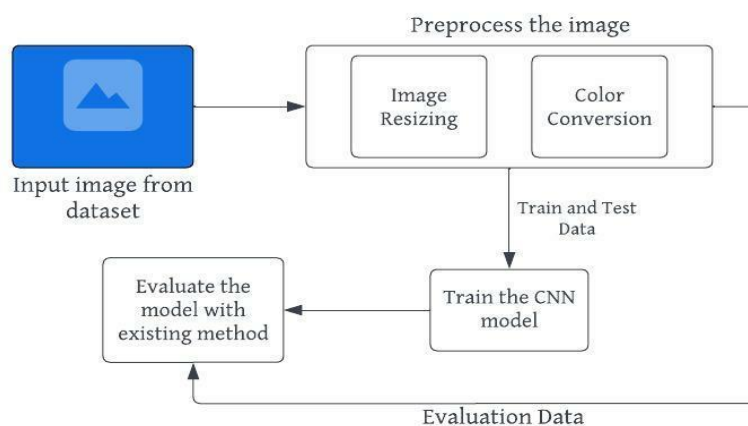 Preprocess the image
Image
Resizing
Color
Conversion
Input image from
dataset
Train and Test
Data
Evaluate the
model with
existing method
Train the CNN
model
Evaluation Data